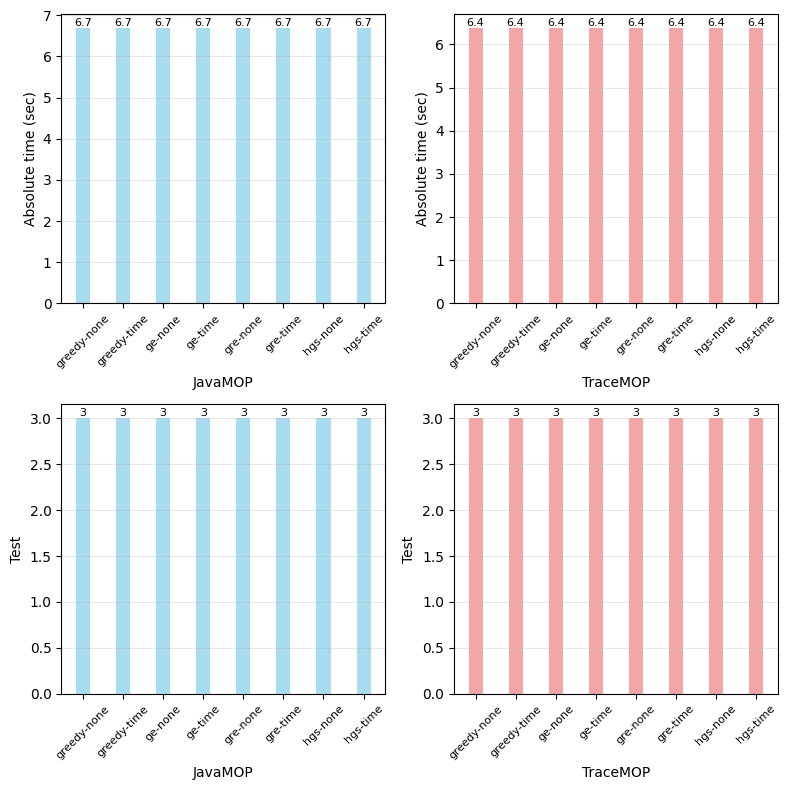 7
6
5
4
3
2
1
0
Absolute time (sec)
6.7 6.7 6.7 6.7 6.7 6.7 6.7 6.7
greedy-none greedy-time ge-none ge-time gre-none gre-time hgs-none hgs-time
JavaMOP
6
5
4
3
2
1
0
Absolute time (sec)
6.4 6.4 6.4 6.4 6.4 6.4 6.4 6.4
greedy-none greedy-time ge-none ge-time gre-none gre-time hgs-none hgs-time
TraceMOP
3.0
2.5
2.0
1.5
1.0
0.5
0.0
Test
3 3 3 3 3 3 3 3
greedy-none greedy-time ge-none ge-time gre-none gre-time hgs-none hgs-time
JavaMOP
3.0
2.5
2.0
1.5
1.0
0.5
0.0
Test
3 3 3 3 3 3 3 3
greedy-none greedy-time ge-none ge-time gre-none gre-time hgs-none hgs-time
TraceMOP